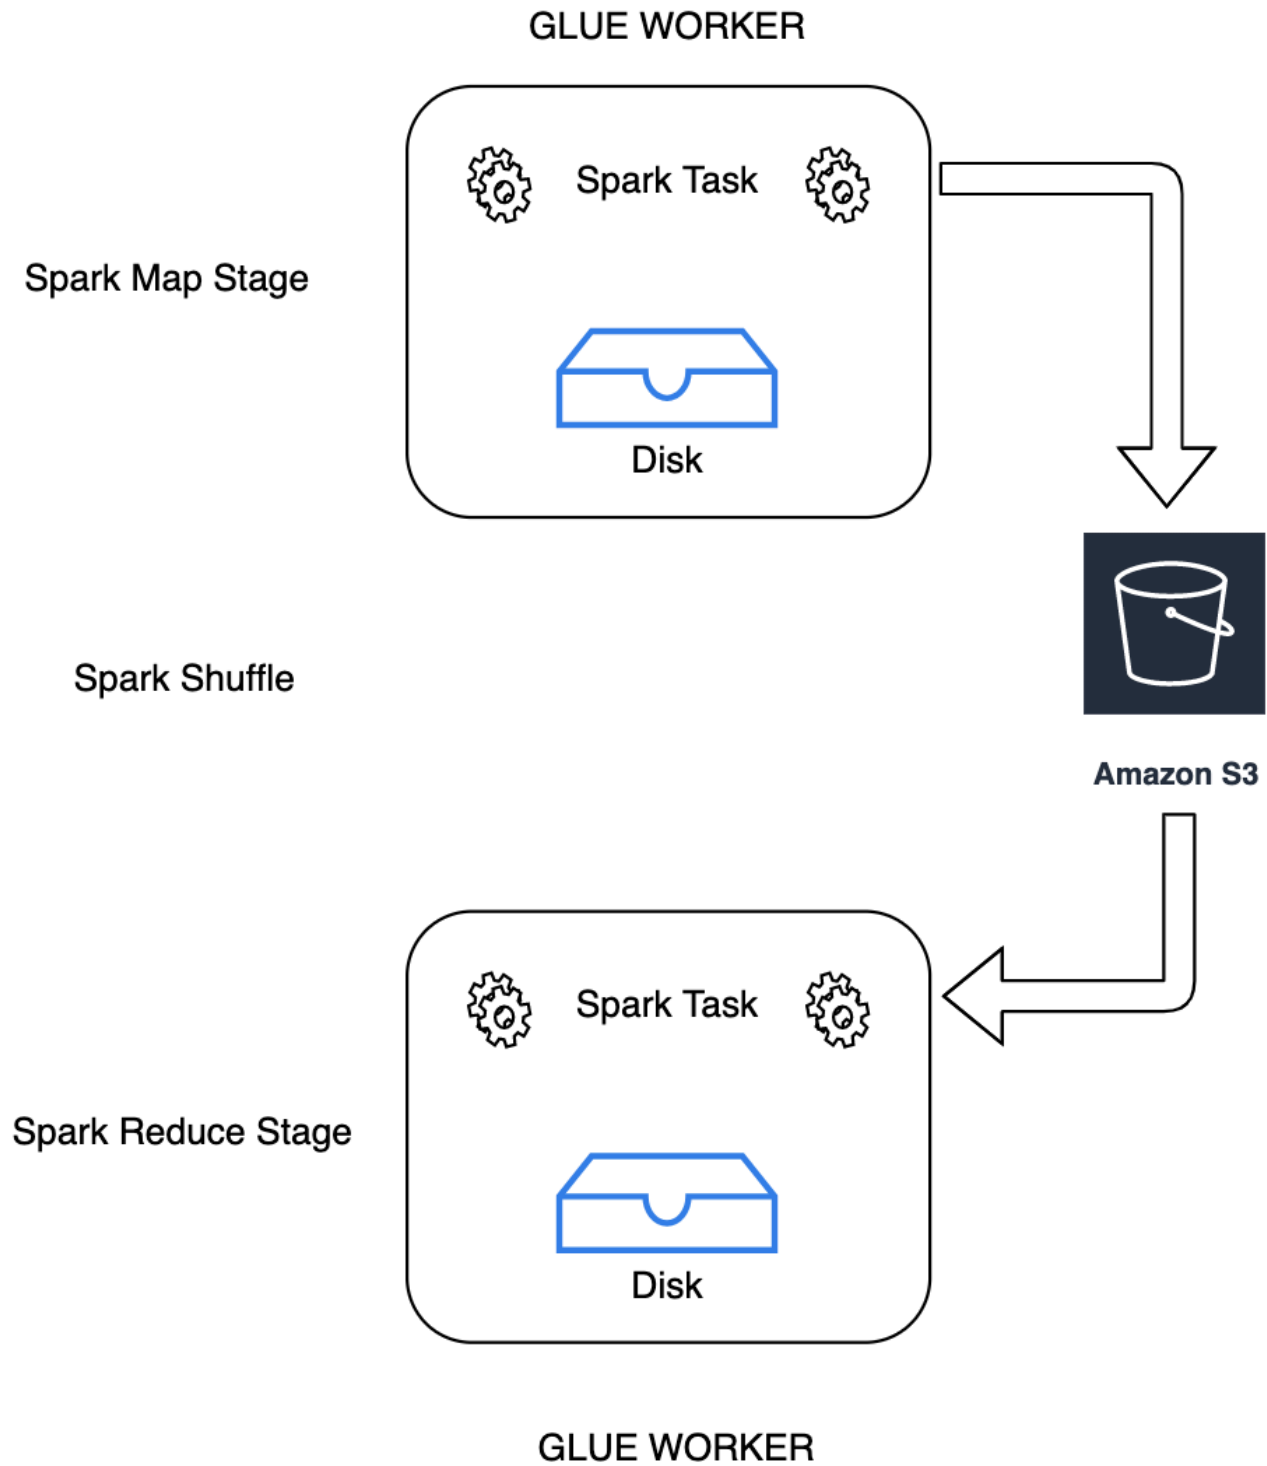 GLUE WORKER
Spark Task
Spark Map Stage
Disk
Spark Shuffle
Amazon S3
Spark Task
Spark Reduce Stage
Disk
GLUE WORKER